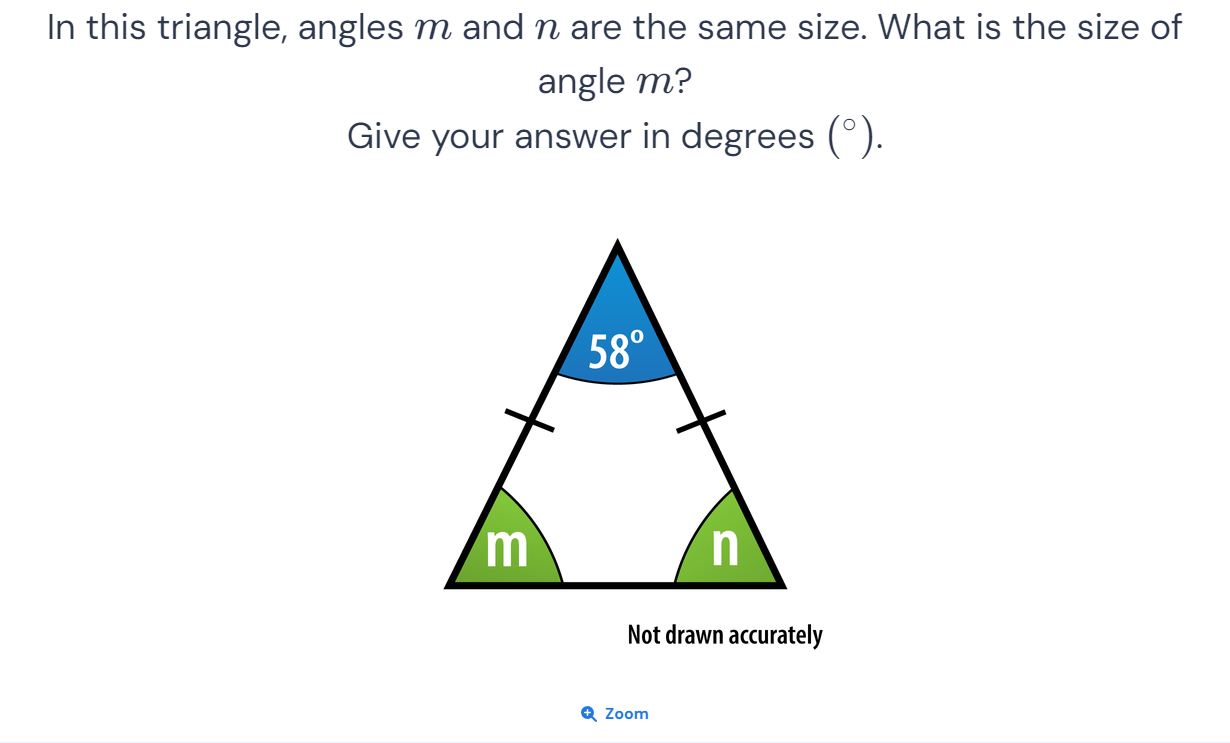 In this triangle, angles m and n are the same size. What is the size of
angle m?
Give your answer in degrees (°).
58°
m
n
Not drawn accurately
Zoom